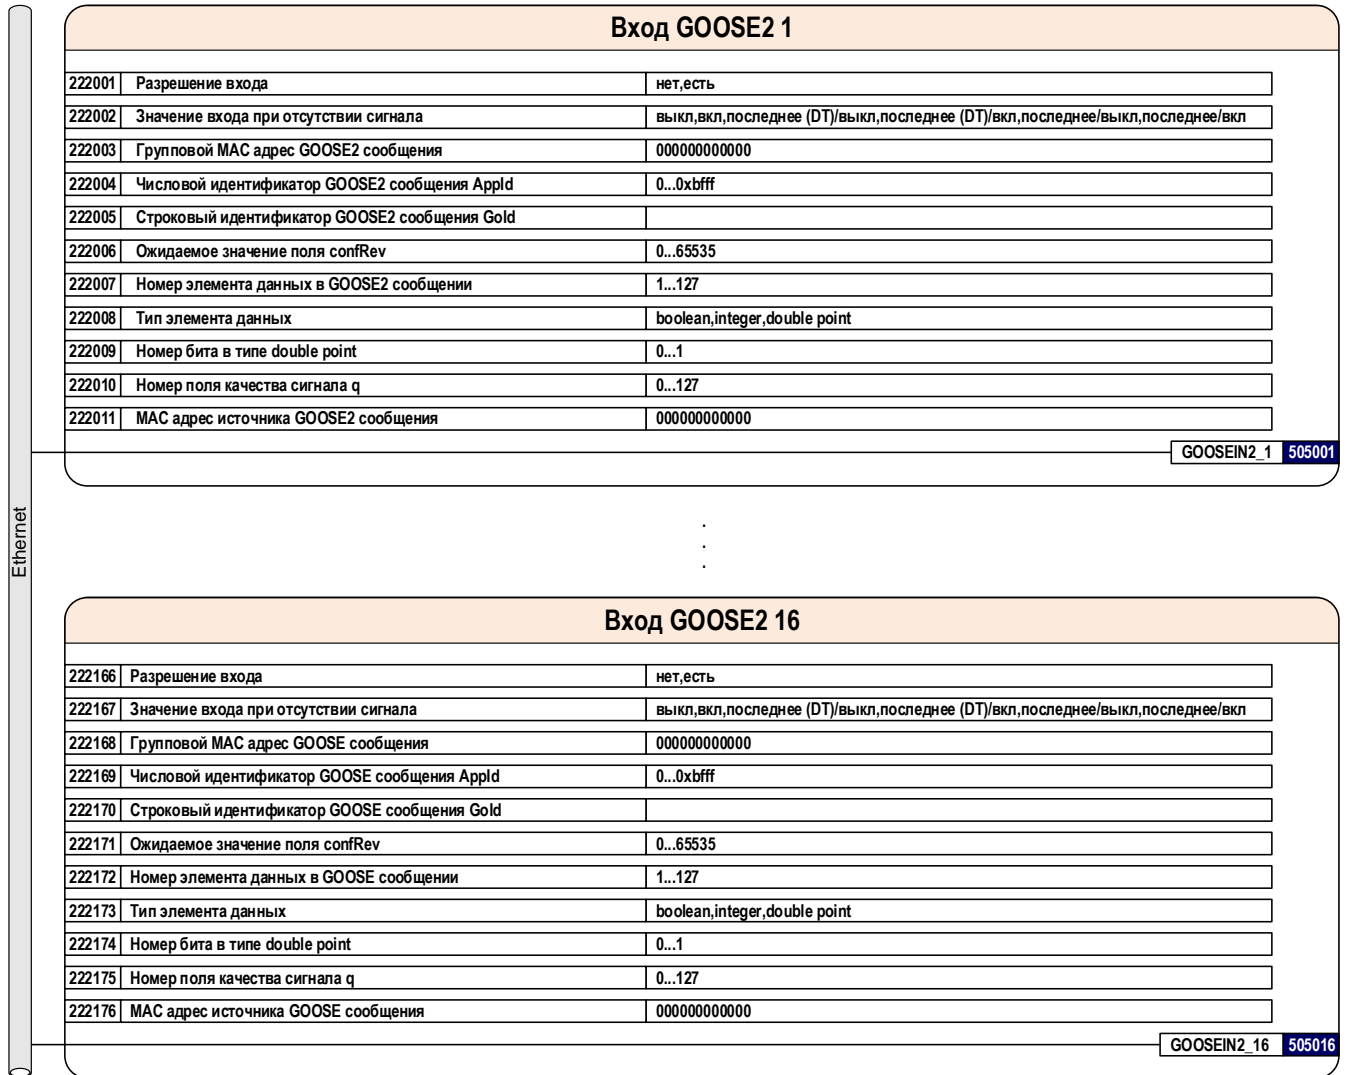 Вход GOOSE2 1
222001 Разрешение входа нет,есть
222002 Значение входа при отсутствии сигнала выкл,вкл,последнее (DT)/выкл,последнее (DT)/вкл,последнее/выкл,последнее/вкл
222003 Групповой MAC адрес GOOSE2 сообщения 000000000000
222004 Числовой идентификатор GOOSE2 сообщения AppId 0...0xbfff
222005 Строковый идентификатор GOOSE2 сообщения GoId
222006 Ожидаемое значение поля confRev 0...65535
222007 Номер элемента данных в GOOSE2 сообщении 1...127
222008 Тип элемента данных boolean,integer,double point
222009 Номер бита в типе double point 0...1
222010 Номер поля качества сигнала q 0...127
222011 MAC адрес источника GOOSE2 сообщения 000000000000
GOOSEIN2_1 505001
Ethernet
.
.
.
Вход GOOSE2 16
222166 Разрешение входа нет,есть
222167 Значение входа при отсутствии сигнала выкл,вкл,последнее (DT)/выкл,последнее (DT)/вкл,последнее/выкл,последнее/вкл
222168 Групповой MAC адрес GOOSE сообщения 000000000000
222169 Числовой идентификатор GOOSE сообщения AppId 0...0xbfff
222170 Строковый идентификатор GOOSE сообщения GoId
222171 Ожидаемое значение поля confRev 0...65535
222172 Номер элемента данных в GOOSE сообщении 1...127
222173 Тип элемента данных boolean,integer,double point
222174 Номер бита в типе double point 0...1
222175 Номер поля качества сигнала q 0...127
222176 MAC адрес источника GOOSE сообщения 000000000000
GOOSEIN2_16 505016